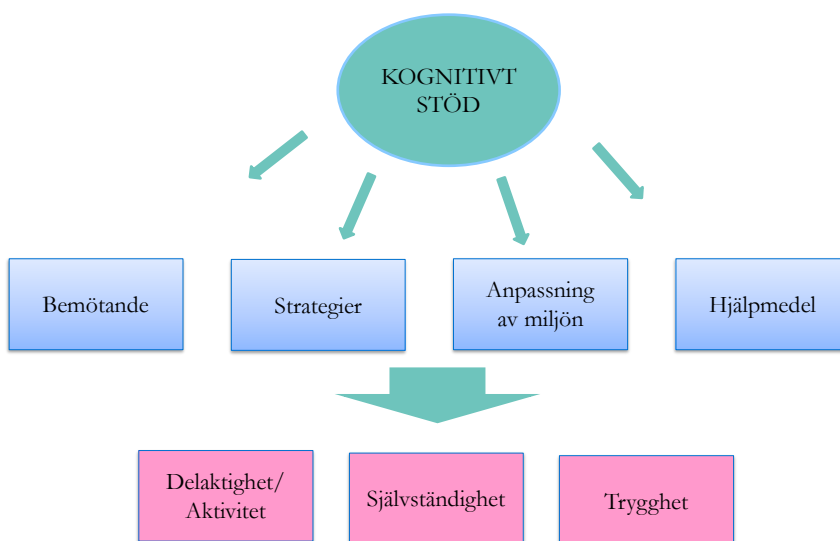 KOGNITIVT
STÖD
Bemötande
Strategier
Anpassning
av miljön
Hjälpmedel
Delaktighet/
Aktivitet
Självständighet
Trygghet